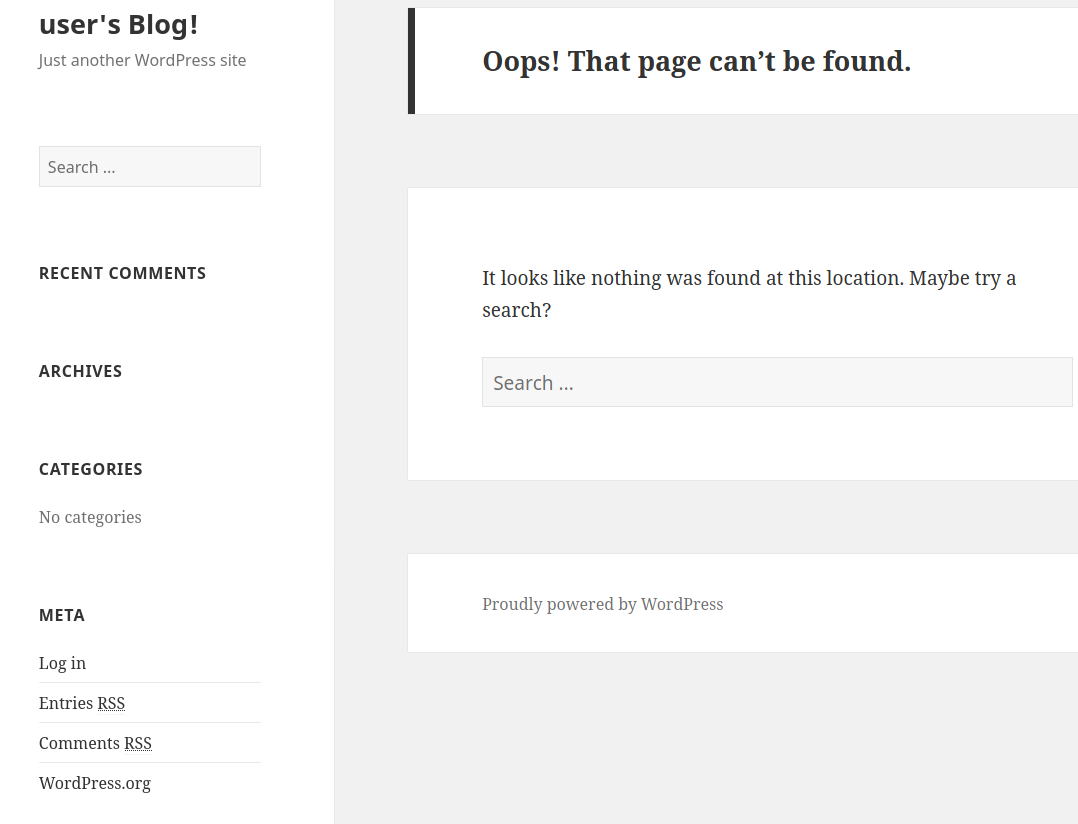 user's Blog!
Just another WordPress site
Search ...
RECENT COMMENTS
ARCHIVES
CATEGORIES
No categories
META
Log in
Entries RSS
Comments RSS
WordPress.org
Oops! That page can’t be found.
It looks like nothing was found at this location. Maybe try a
search?
Search ...
Proudly powered by WordPress